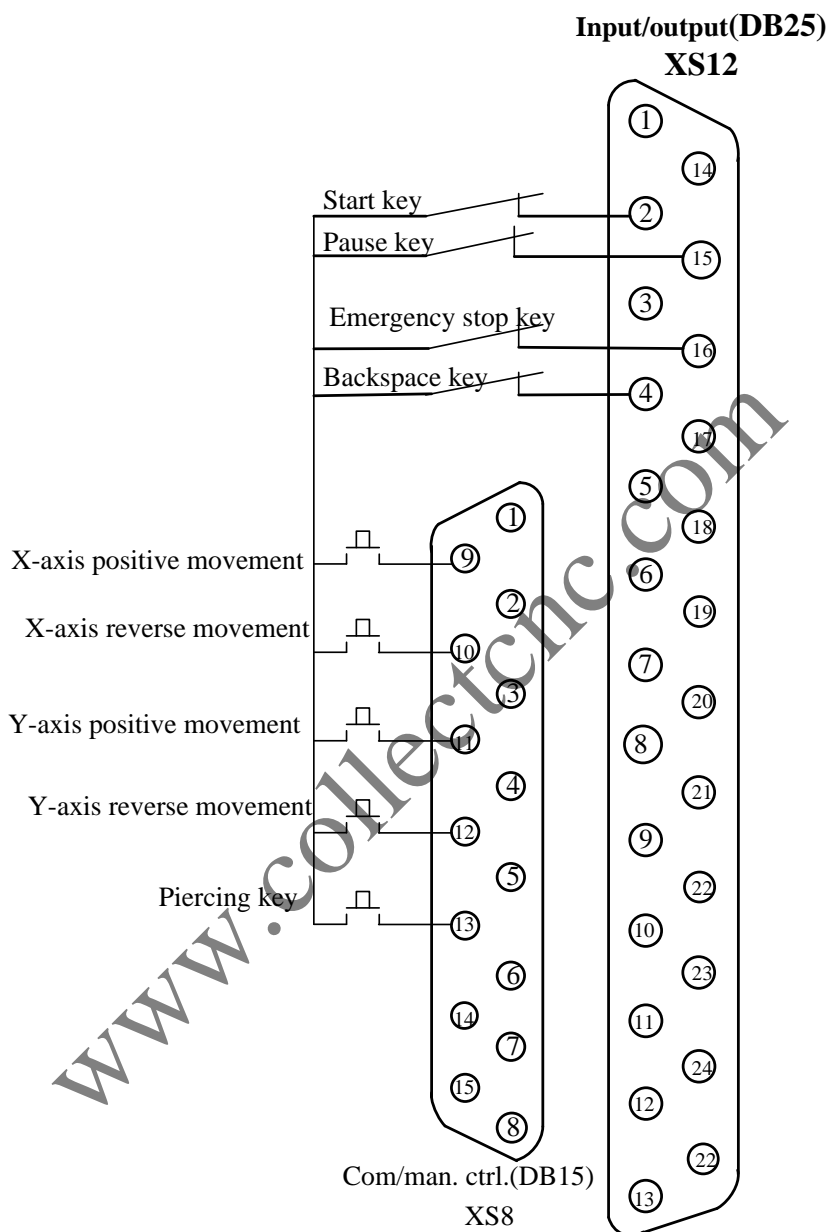 Input/output(DB25)
XS12
1
14
Start key
2
Pause key
15
3
Emergency stop key
16
Backspace key
4
17
5
1
18
X-axis positive movement
9
6
2
19
X-axis reverse movement
10
7
3
20
Y-axis positive movement
11
8
4
21
Y-axis reverse movement
12
9
5
22
Piercing key
13
10
6
23
14
11
7
24
15
12
8
22
Com/man. ctrl.(DB15)
13
XS8
www.collectcnc.com